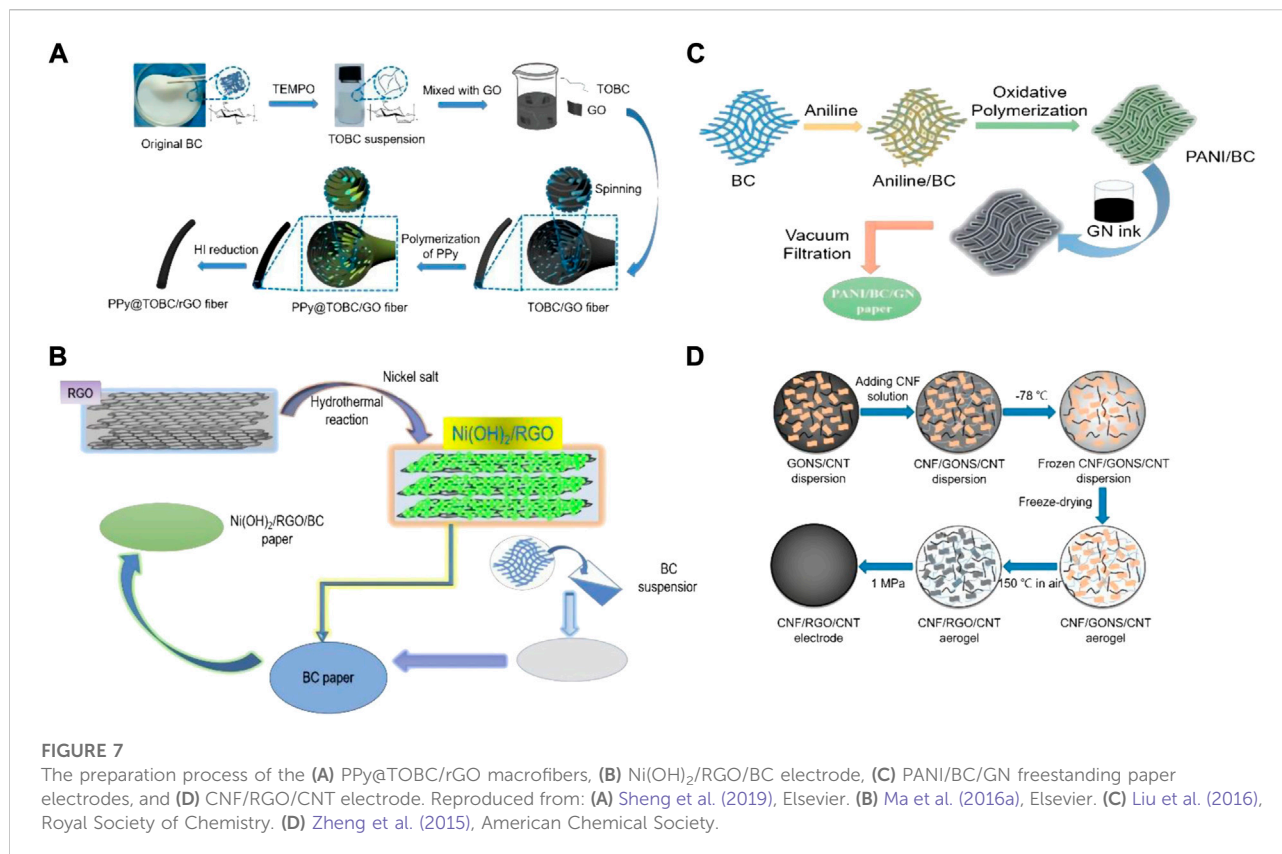 A
TEMPO
Mixed with GO
TOBC
GO
Original BC
TOBC suspension
Spinning
HI reduction
Polymerization
of PPy
PPy@TOBC/rGO fiber
PPy@TOBC/GO fiber
TOBC/GO fiber
B
RGO
Nickel salt
Hydrothermal
reaction
Ni(OH)2/RGO
Ni(OH)2/RGO/BC
paper
BC
suspensior
BC paper
C
Aniline
Oxidative
Polymerization
BC
Aniline/BC
PANI/BC
GN ink
Vacuum
Filtration
PANI/BC/GN
paper
D
Adding CNF
solution
-78 ℃
GONS/CNT
dispersion
CNF/GONS/CNT
dispersion
Frozen CNF/GONS/CNT
dispersion
Freeze-drying
1 MPa
150 ℃ in air
CNF/RGO/CNT
electrode
CNF/RGO/CNT
aerogel
CNF/GONS/CNT
aerogel
FIGURE 7
The preparation process of the (A) PPy@TOBC/rGO macrofibers, (B) Ni(OH)2/RGO/BC electrode, (C) PANI/BC/GN freestanding paper
electrodes, and (D) CNF/RGO/CNT electrode. Reproduced from: (A) Sheng et al. (2019), Elsevier. (B) Ma et al. (2016a), Elsevier. (C) Liu et al. (2016),
Royal Society of Chemistry. (D) Zheng et al. (2015), American Chemical Society.